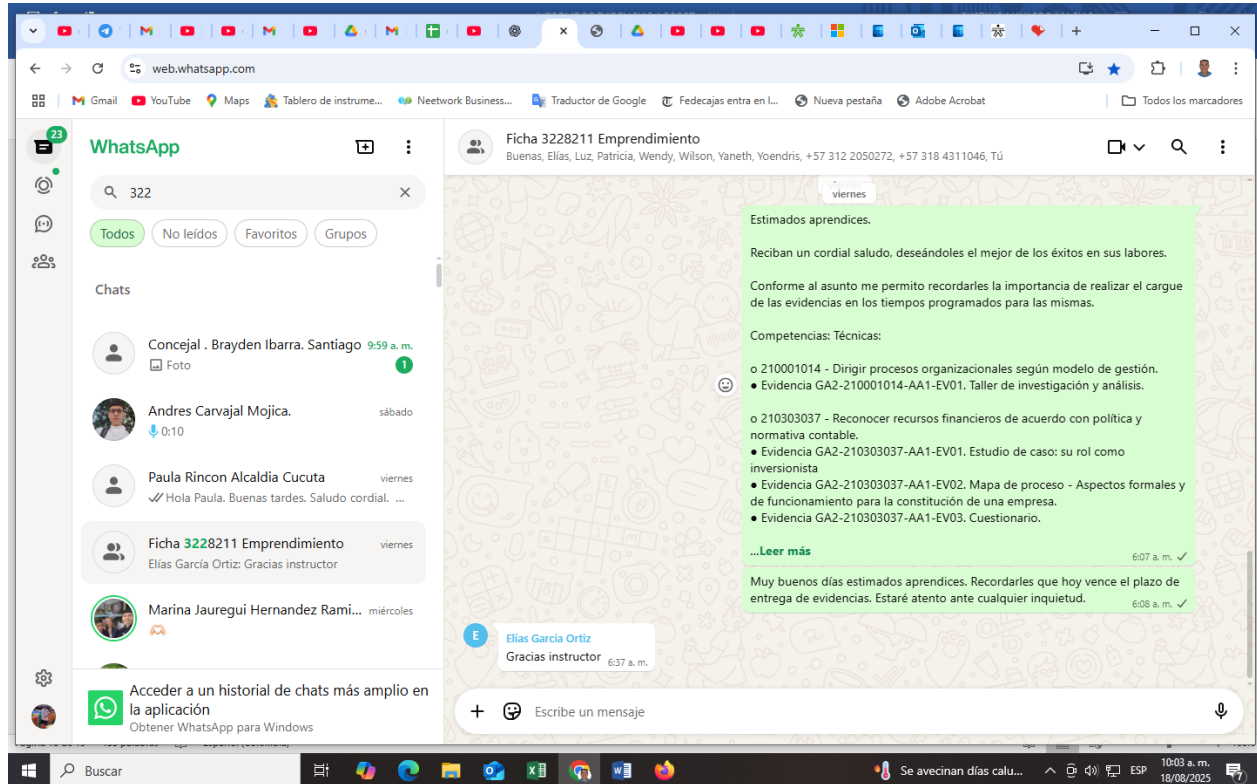 web.whatsapp.com
Gmail
YouTube
Maps
Tablero de instrume...
Neetwork Business...
Traductor de Google
Fedecajas entra en l...
Nueva pestaña
Adobe Acrobat
Todos los marcadores
23
WhatsApp
322
Todos
No leídos
Favoritos
Grupos
Chats
Concejal . Brayden Ibarra. Santiago 9:59 a. m.
Foto
1
Andres Carvajal Mojica. sábado
0:10
Paula Rincon Alcaldia Cucuta viernes
Hola Paula. Buenas tardes. Saludo cordial. ...
Ficha 3228211 Emprendimiento viernes
Elías García Ortiz: Gracias instructor
Marina Jauregui Hernandez Rami... miércoles
Acceder a un historial de chats más amplio en
la aplicación
Obtener WhatsApp para Windows
Ficha 3228211 Emprendimiento
Buenas, Elías, Luz, Patricia, Wendy, Wilson, Yaneth, Yoendris, +57 312 2050272, +57 318 4311046, Tú
viernes
Estimados aprendices.
Reciban un cordial saludo, deseándoles el mejor de los éxitos en sus labores.
Conforme al asunto me permito recordarles la importancia de realizar el cargue
de las evidencias en los tiempos programados para las mismas.
Competencias: Técnicas:
o 210001014 - Dirigir procesos organizacionales según modelo de gestión.
● Evidencia GA2-210001014-AA1-EV01. Taller de investigación y análisis.
o 210303037 - Reconocer recursos financieros de acuerdo con política y
normativa contable.
● Evidencia GA2-210303037-AA1-EV01. Estudio de caso: su rol como
inversionista
● Evidencia GA2-210303037-AA1-EV02. Mapa de proceso - Aspectos formales y
de funcionamiento para la constitución de una empresa.
● Evidencia GA2-210303037-AA1-EV03. Cuestionario.
...Leer más
6:07 a. m.
Muy buenos días estimados aprendices. Recordarles que hoy vence el plazo de
entrega de evidencias. Estaré atento ante cualquier inquietud.
6:08 a. m.
E
Elías García Ortiz
Gracias instructor 6:37 a. m.
Escribe un mensaje
Buscar
Se avecinan días calu...
ESP
10:03 a. m.
18/08/2025